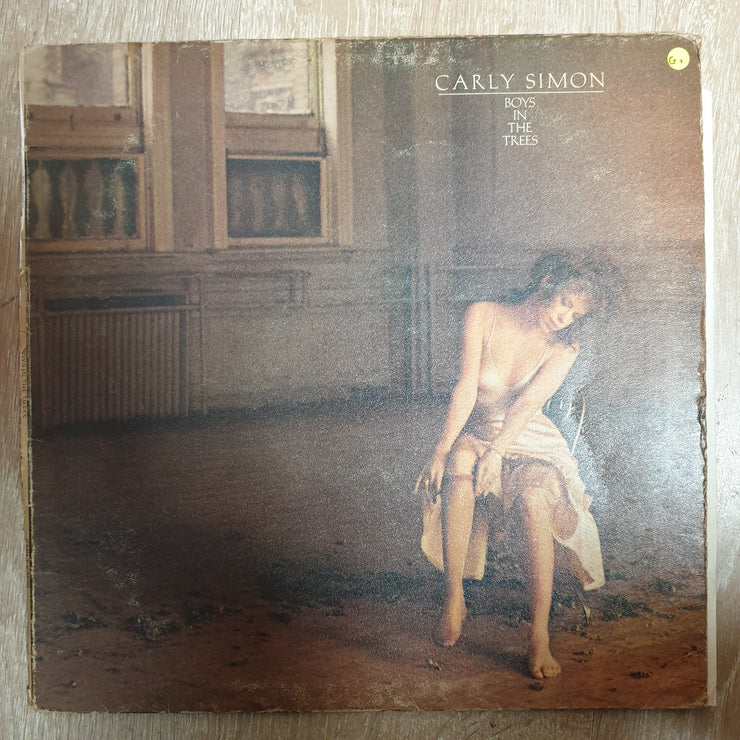 CARLY SIMON
BOYS
IN
THE
TREES
G+